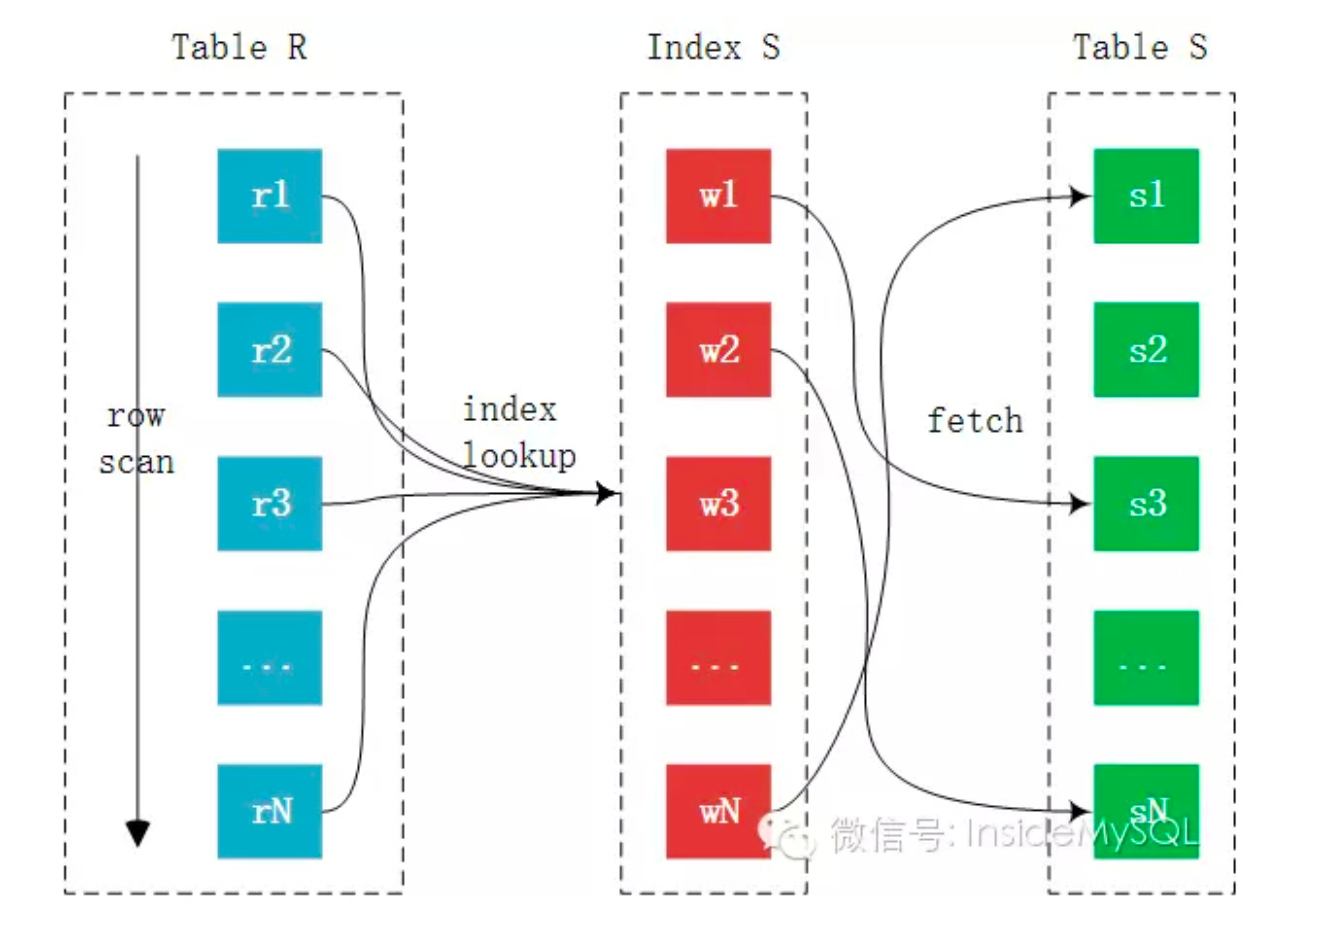 Table R
Index S
Table S
r1
w1
s1
r2
w2
s2
row
scan
index
lookup
fetch
r3
w3
s3
...
...
...
rN
wN
sN
微信号: InsideMySQL